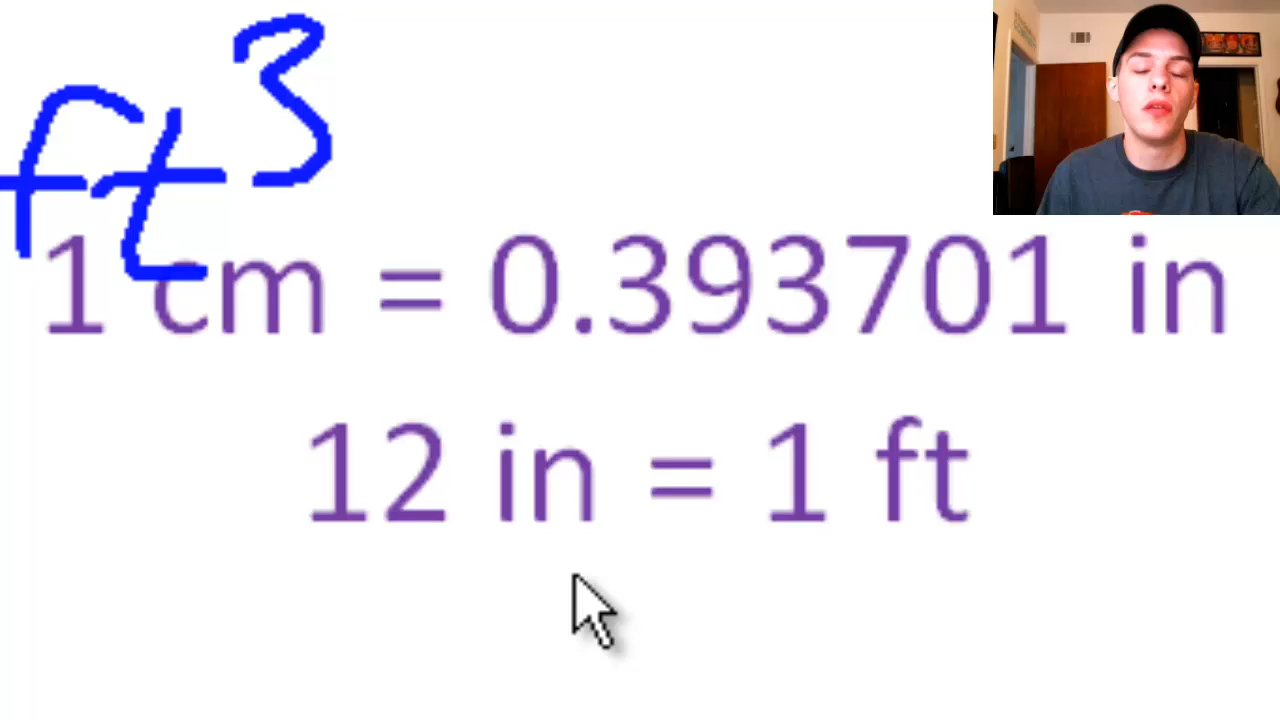 ft³
1 cm = 0.393701 in
12 in = 1 ft